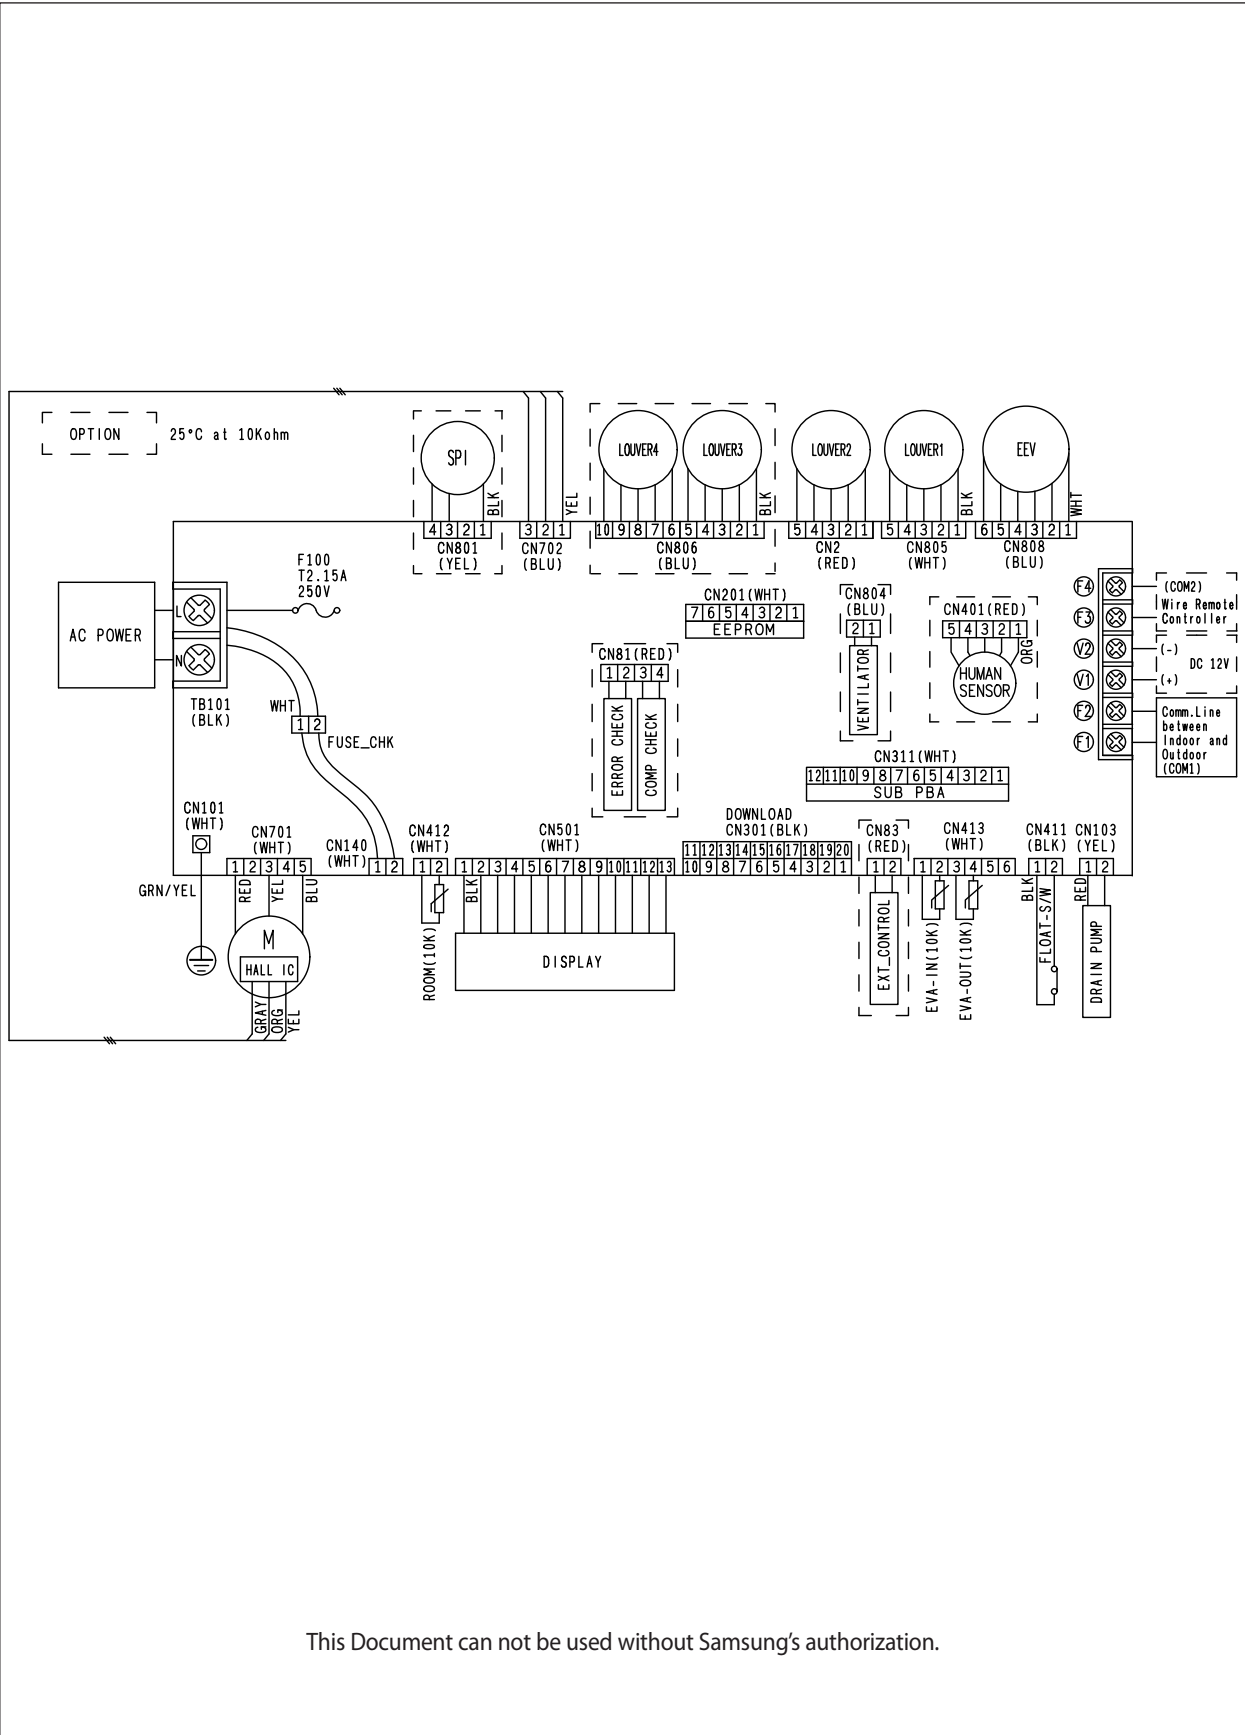 OPTION
25°C at 10Kohm
SPI
BLK
4 3 2 1
CN801
(YEL)
YEL
3 2 1
CN702
(BLU)
LOUVER4
LOUVER3
BLK
10 9 8 7 6 5 4 3 2 1
CN806
(BLU)
LOUVER2
5 4 3 2 1
CN2
(RED)
LOUVER1
BLK
5 4 3 2 1
CN805
(WHT)
EEV
WHT
6 5 4 3 2 1
CN808
(BLU)
AC POWER
L
N
TB101
(BLK)
F100
T2.15A
250V
WHT
1 2
FUSE_CHK
CN201(WHT)
7 6 5 4 3 2 1
EEPROM
CN81(RED)
1 2 3 4
ERROR CHECK
COMP CHECK
CN804
(BLU)
2 1
VENTILATOR
CN401(RED)
5 4 3 2 1
ORG
HUMAN
SENSOR
F4
F3
V2
V1
F2
F1
(COM2)
Wire Remote
Controller
(-)
DC 12V
(+)
Comm.Line
between
Indoor and
Outdoor
(COM1)
CN311(WHT)
12 11 10 9 8 7 6 5 4 3 2 1
SUB PBA
CN101
(WHT)
GRN/YEL
CN701
(WHT)
1 2 3 4 5
RED
YEL
BLU
M
HALL IC
GRAY
ORG
YEL
CN140
(WHT)
1 2
CN412
(WHT)
1 2
ROOM(10K)
CN501
(WHT)
1 2 3 4 5 6 7 8 9 10 11 12 13
BLK
DISPLAY
DOWNLOAD
CN301(BLK)
11 12 13 14 15 16 17 18 19 20
10 9 8 7 6 5 4 3 2 1
CN83
(RED)
1 2
EXT_CONTROL
CN413
(WHT)
1 2 3 4 5 6
EVA-IN(10K)
EVA-OUT(10K)
CN411
(BLK)
1 2
BLK
FLOAT-S/W
CN103
(YEL)
1 2
RED
DRAIN PUMP
This Document can not be used without Samsung’s authorization.